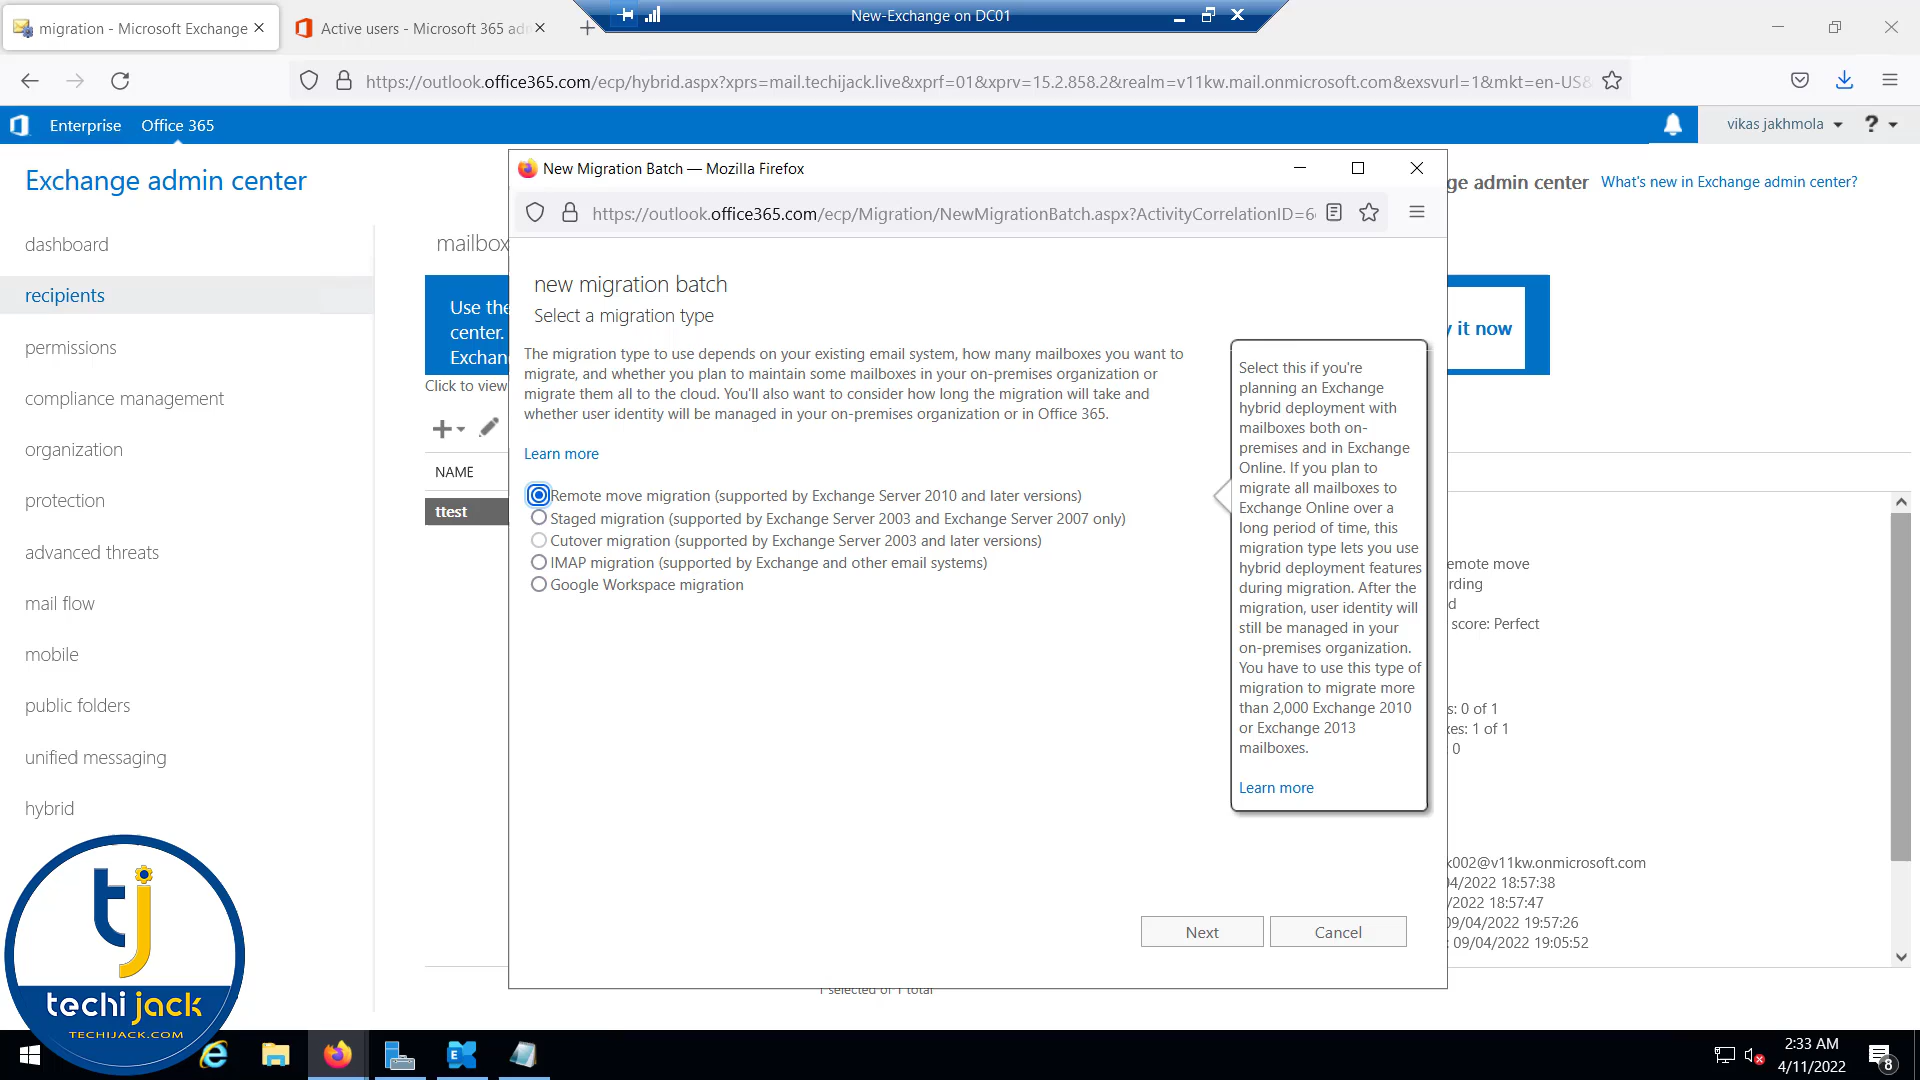 New-Exchange on DC01
migration - Microsoft Exchange
Active users - Microsoft 365 adm
https://outlook.office365.com/ecp/hybrid.aspx?xprs=mail.techijack.live&xprf=01&xprv=15.2.858.2&realm=v11kw.mail.onmicrosoft.com&exsvurl=1&mkt=en-US&
Enterprise
Office 365
vikas jakhmola
?
Exchange admin center
ge admin center
What's new in Exchange admin center?
dashboard
recipients
permissions
compliance management
organization
protection
advanced threats
mail flow
mobile
public folders
unified messaging
hybrid
mailbox
Use the
center.
Exchan
it now
Click to view
NAME
ttest
New Migration Batch — Mozilla Firefox
https://outlook.office365.com/ecp/Migration/NewMigrationBatch.aspx?ActivityCorrelationID=6
new migration batch
Select a migration type
The migration type to use depends on your existing email system, how many mailboxes you want to
migrate, and whether you plan to maintain some mailboxes in your on-premises organization or
migrate them all to the cloud. You'll also want to consider how long the migration will take and
whether user identity will be managed in your on-premises organization or in Office 365.
Learn more
Remote move migration (supported by Exchange Server 2010 and later versions)
Staged migration (supported by Exchange Server 2003 and Exchange Server 2007 only)
Cutover migration (supported by Exchange Server 2003 and later versions)
IMAP migration (supported by Exchange and other email systems)
Google Workspace migration
Select this if you're
planning an Exchange
hybrid deployment with
mailboxes both on-
premises and in Exchange
Online. If you plan to
migrate all mailboxes to
Exchange Online over a
long period of time, this
migration type lets you use
hybrid deployment features
during migration. After the
migration, user identity will
still be managed in your
on-premises organization.
You have to use this type of
migration to migrate more
than 2,000 Exchange 2010
or Exchange 2013
mailboxes.
Learn more
Next
Cancel
emote move
rding
d
score: Perfect
s: 0 of 1
xes: 1 of 1
0
k002@v11kw.onmicrosoft.com
04/2022 18:57:38
/2022 18:57:47
09/04/2022 19:57:26
: 09/04/2022 19:05:52
1 selected of 1 total
tj
techi jack
TECHIJACK.COM
2:33 AM
4/11/2022
8